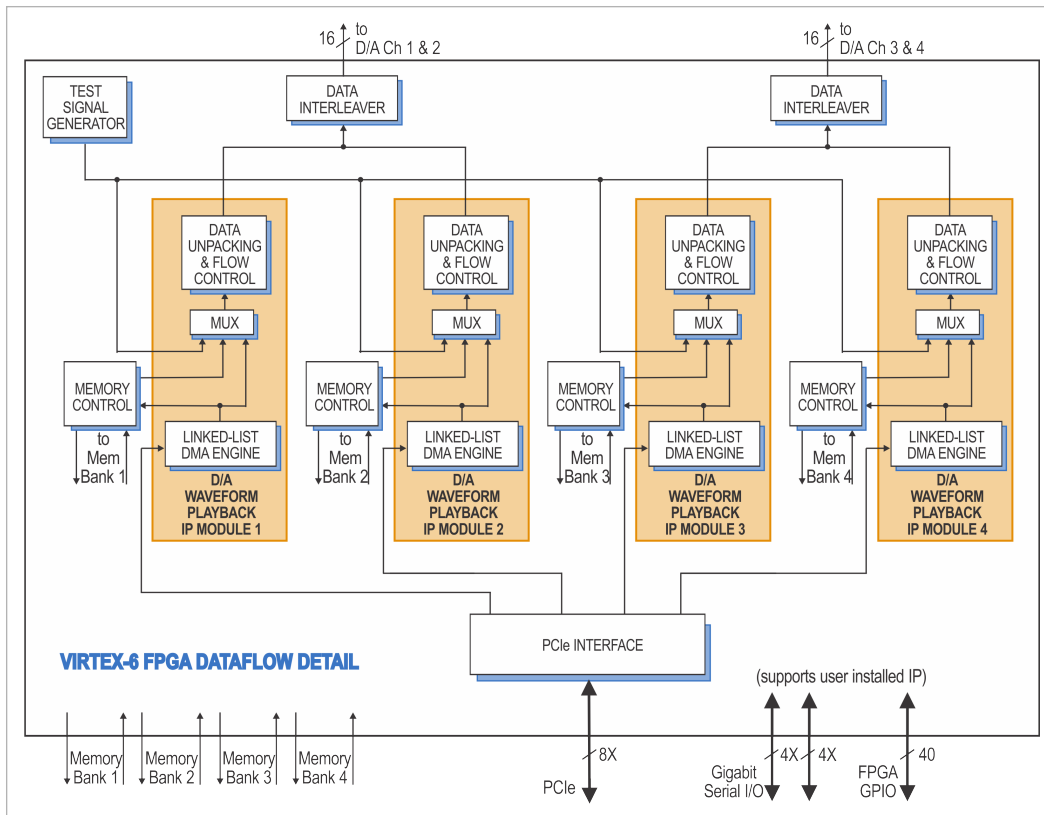 to
16
D/A Ch 1 & 2
to
16
D/A Ch 3 & 4
TEST
SIGNAL
GENERATOR
DATA
INTERLEAVER
DATA
INTERLEAVER
DATA
UNPACKING
& FLOW
CONTROL
MUX
MEMORY
CONTROL
to
Mem
Bank 1
LINKED-LIST
DMA ENGINE
D/A
WAVEFORM
PLAYBACK
IP MODULE 1
DATA
UNPACKING
& FLOW
CONTROL
MUX
MEMORY
CONTROL
to
Mem
Bank 2
LINKED-LIST
DMA ENGINE
D/A
WAVEFORM
PLAYBACK
IP MODULE 2
DATA
UNPACKING
& FLOW
CONTROL
MUX
MEMORY
CONTROL
to
Mem
Bank 3
LINKED-LIST
DMA ENGINE
D/A
WAVEFORM
PLAYBACK
IP MODULE 3
DATA
UNPACKING
& FLOW
CONTROL
MUX
MEMORY
CONTROL
to
Mem
Bank 4
LINKED-LIST
DMA ENGINE
D/A
WAVEFORM
PLAYBACK
IP MODULE 4
PCIe INTERFACE
VIRTEX-6 FPGA DATAFLOW DETAIL
(supports user installed IP)
Memory
Bank 1
Memory
Bank 2
Memory
Bank 3
Memory
Bank 4
8X
PCIe
4X
4X
Gigabit
Serial I/O
40
FPGA
GPIO